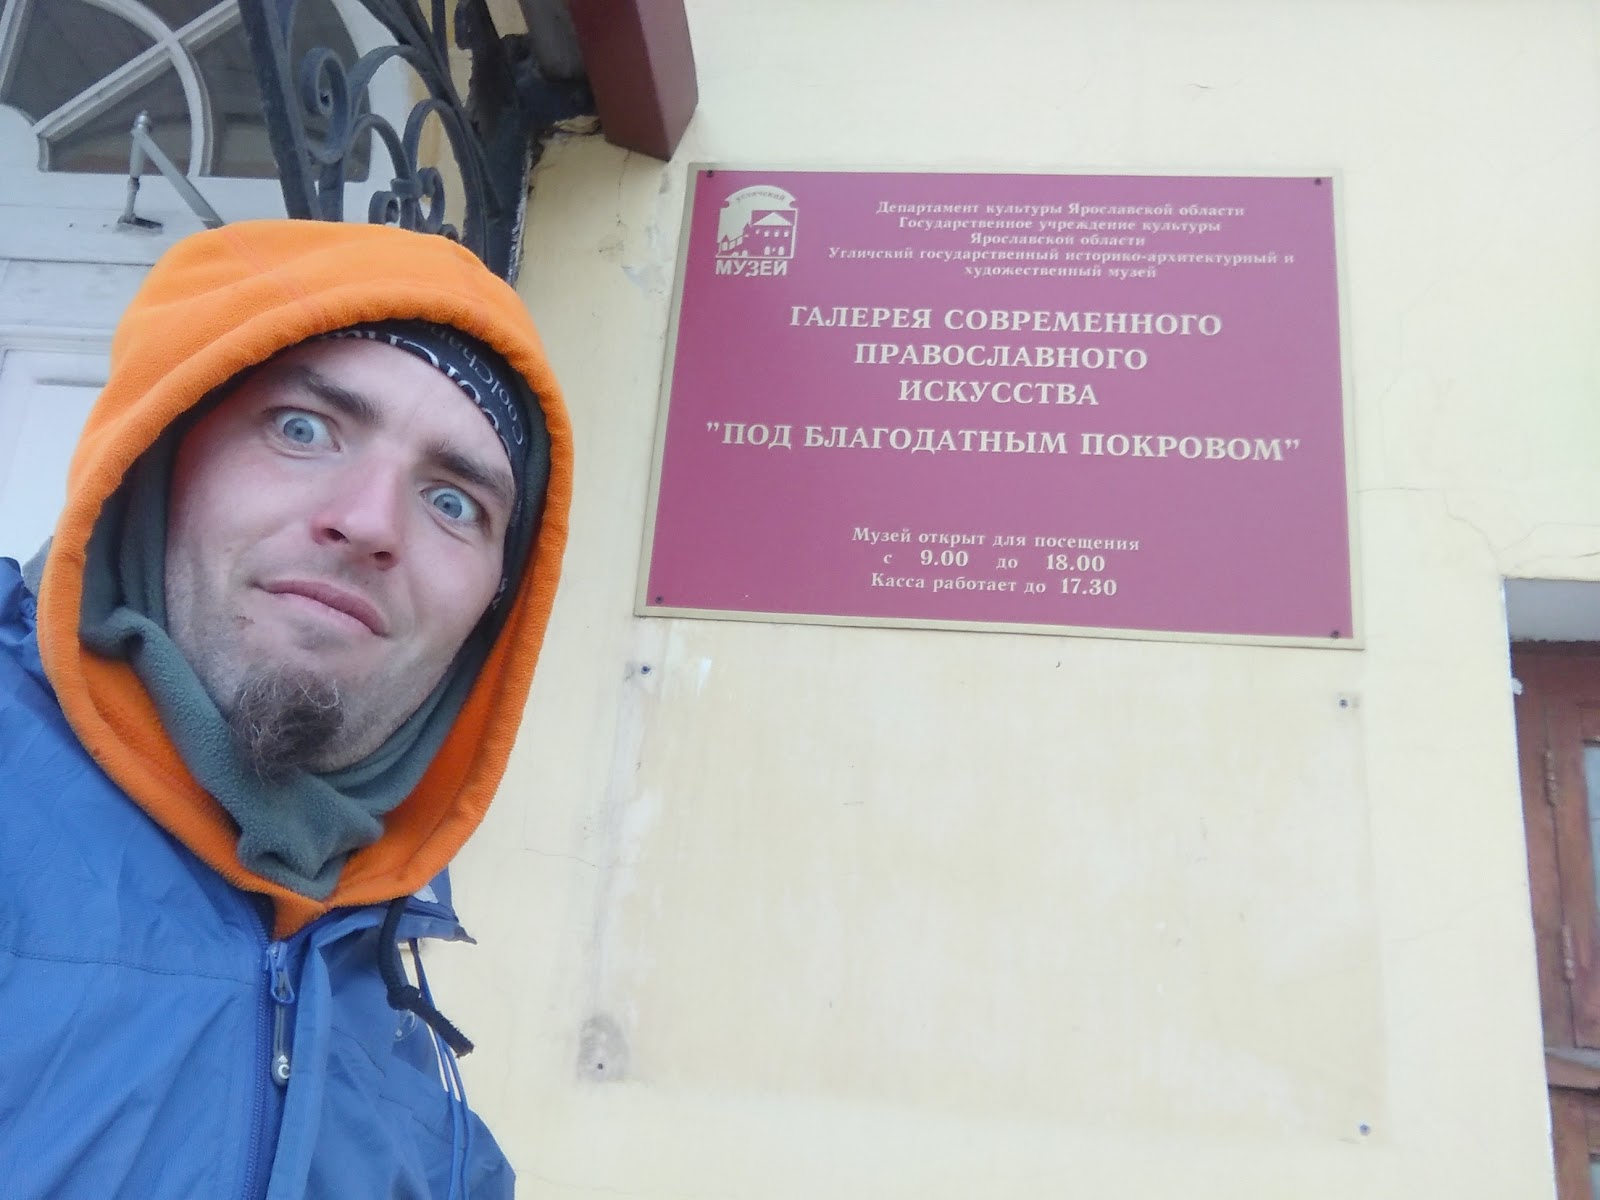 УГЛИЧСКИЙ
МУЗЕЙ
Департамент культуры Ярославской области
Государственное учреждение культуры
Ярославской области
Угличский государственный историко-архитектурный и
художественный музей
ГАЛЕРЕЯ СОВРЕМЕННОГО
ПРАВОСЛАВНОГО
ИСКУССТВА
"ПОД БЛАГОДАТНЫМ ПОКРОВОМ"
Музей открыт для посещения
с 9.00 до 18.00
Касса работает до 17.30